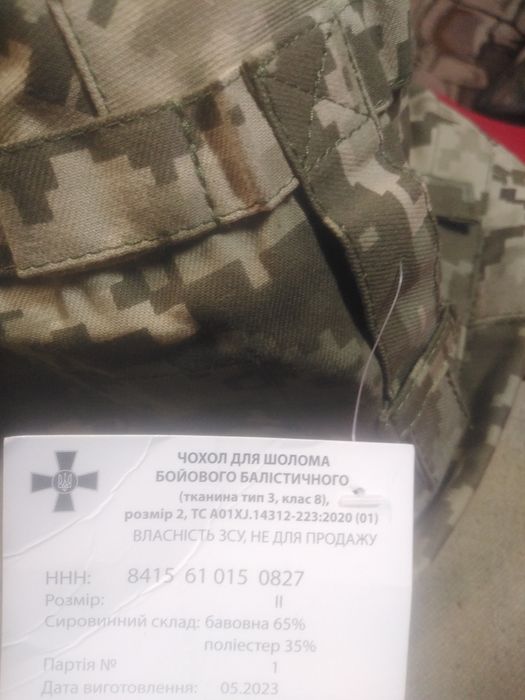 ЧОХОЛ ДЛЯ ШОЛОМА
БОЙОВОГО БАЛІСТИЧНОГО
(тканина тип 3, клас 8),
розмір 2, ТС А01XJ.14312-223:2020 (01)
ВЛАСНІСТЬ ЗСУ, НЕ ДЛЯ ПРОДАЖУ
ННН: 8415 61 015 0827
Розмір: II
Сировинний склад: бавовна 65%
поліестер 35%
Партія № 1
Дата виготовлення: 05.2023